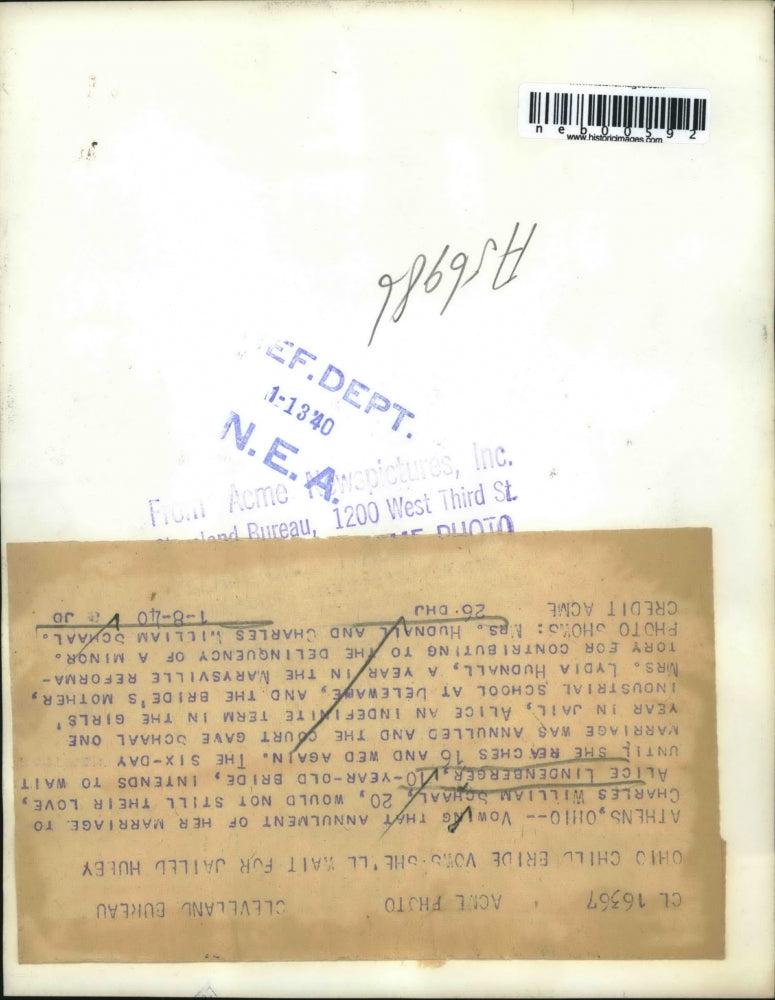 neb00592
www.historicimages.com
A56986
EF. DEPT.
1-13'40
N.E.A.
From Acme Newspictures, Inc.
Cleveland Bureau, 1200 West Third St.
ACME PHOTO
CL 16367 ACME PHOTO CLEVELAND BUREAU
OHIO CHILD BRIDE VOWS SHE'LL WAIT FOR JAILED HUBBY
ATHENS,OHIO-- VOWING THAT ANNULMENT OF HER MARRIAGE TO
CHARLES WILLIAM SCHAAL, 20, WOULD NOT STILL THEIR LOVE,
ALICE LINDENBERGER, 10-YEAR-OLD BRIDE, INTENDS TO WAIT
UNTIL SHE REACHES 16 AND WED AGAIN. THE SIX-DAY
MARRIAGE WAS ANNULLED AND THE COURT GAVE SCHAAL ONE
YEAR IN JAIL, ALICE AN INDEFINITE TERM IN THE GIRLS'
INDUSTRIAL SCHOOL AT DELEWARE, AND THE BRIDE'S MOTHER,
MRS. LYDIA HUDNALL, A YEAR IN THE MARYSVILLE REFORMA-
TORY FOR CONTRIBUTING TO THE DELINQUENCY OF A MINOR.
PHOTO SHOWS: MRS. HUDNALL AND CHARLES WILLIAM SCHAAL.
CREDIT ACME 26.DHJ 1-8-40 JD